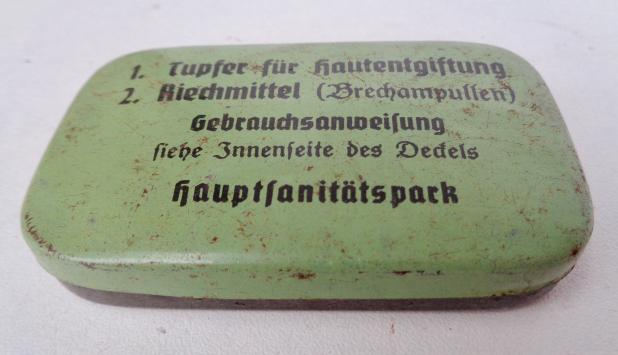 1. Tupfer für Hautentgiftung
2. Riechmittel (Brechampullen)
Gebrauchsanweisung
siehe Innenseite des Deckels
Hauptsanitätspark